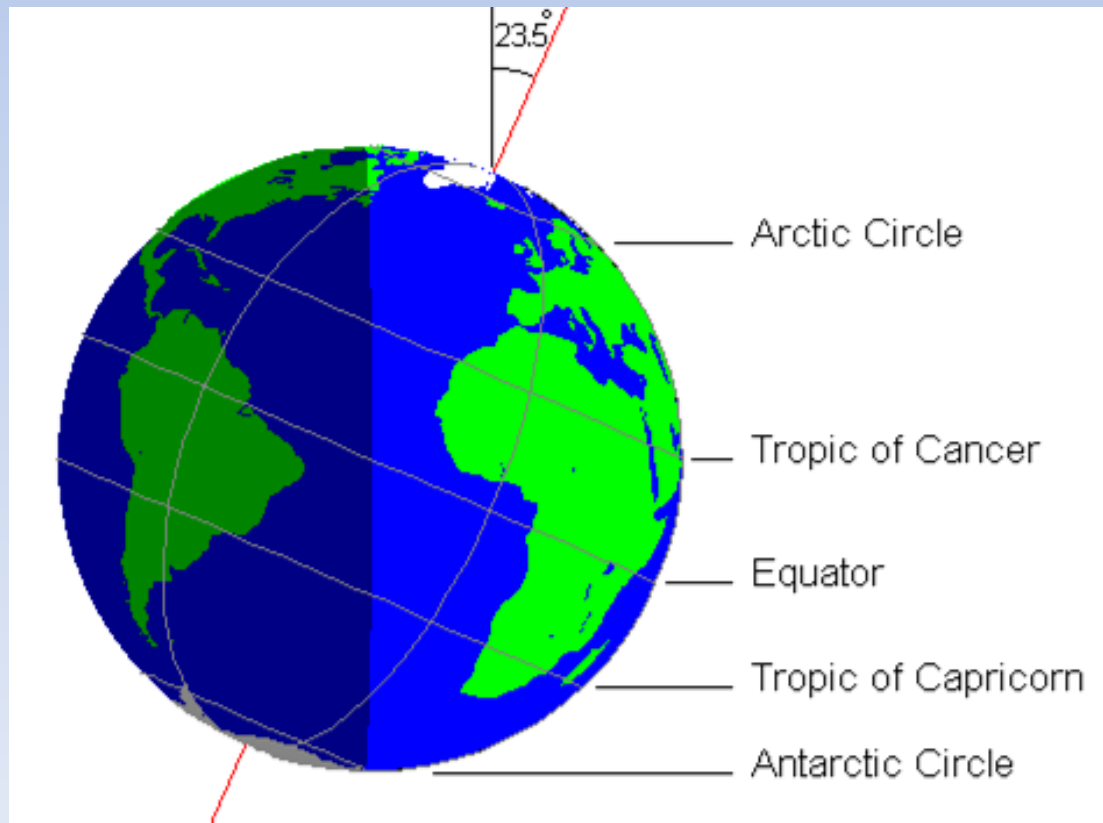 23.5°
Arctic Circle
Tropic of Cancer
Equator
Tropic of Capricorn
Antarctic Circle